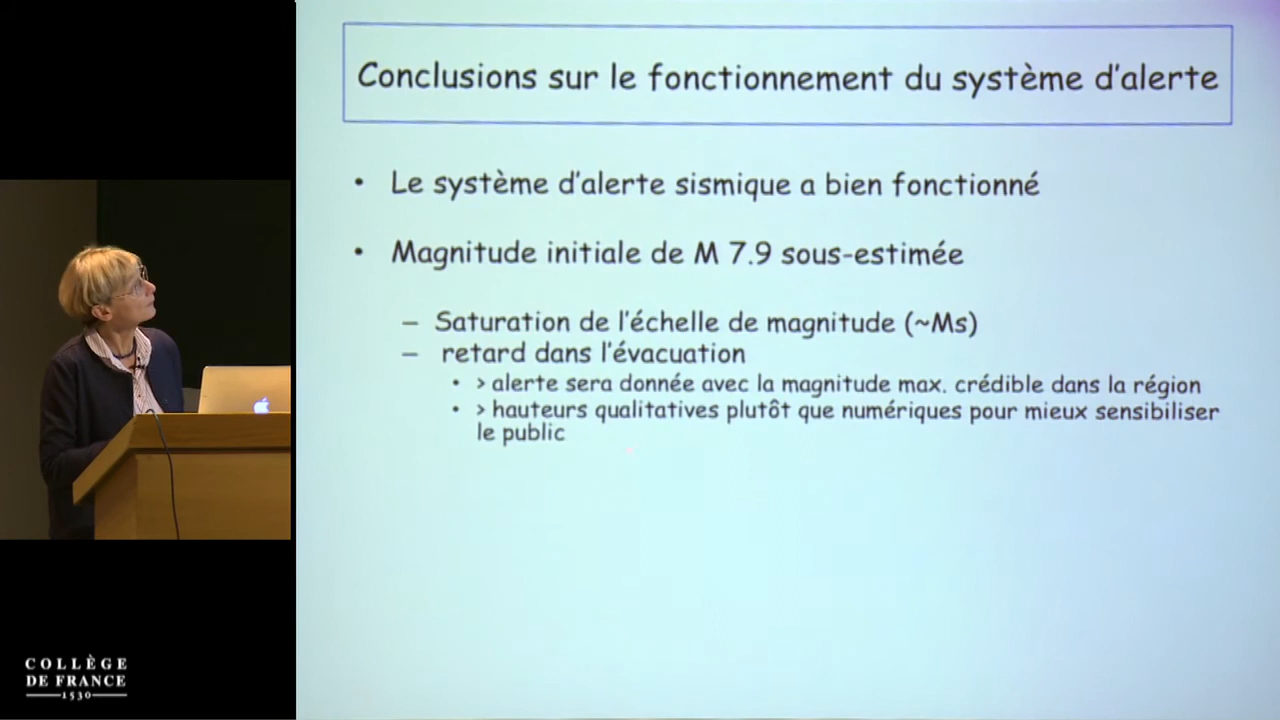 Conclusions sur le fonctionnement du système d'alerte
• Le système d'alerte sismique a bien fonctionné
• Magnitude initiale de M 7.9 sous-estimée
– Saturation de l'échelle de magnitude (~Ms)
– retard dans l'évacuation
• > alerte sera donnée avec la magnitude max. crédible dans la région
• > hauteurs qualitatives plutôt que numériques pour mieux sensibiliser
le public
COLLÈGE
DE FRANCE
1530